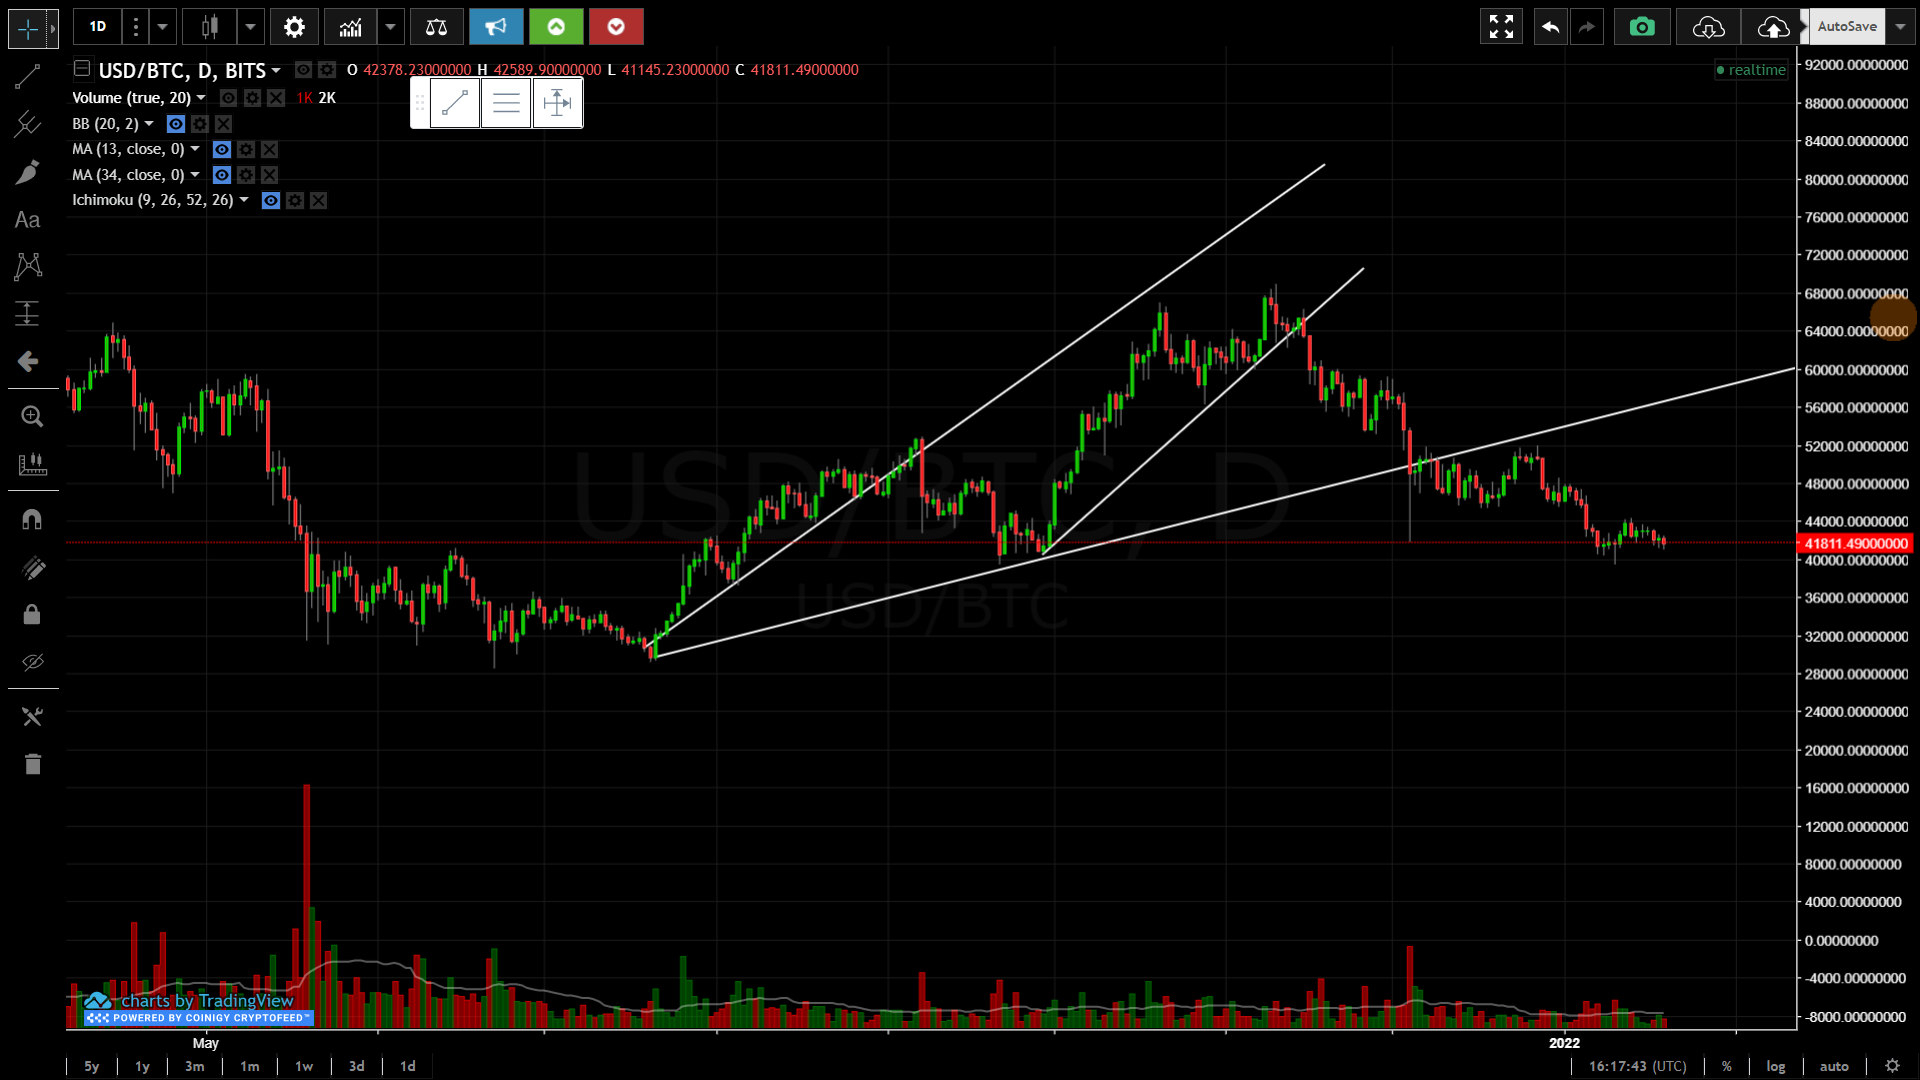 1D
AutoSave
USD/BTC, D, BITS O 42378.23000000 H 42589.90000000 L 41145.23000000 C 41811.49000000
realtime
Volume (true, 20) 1K 2K
BB (20, 2)
MA (13, close, 0)
MA (34, close, 0)
Ichimoku (9, 26, 52, 26)
Aa
USD/BTC, D
USD/BTC
92000.00000000
88000.00000000
84000.00000000
80000.00000000
76000.00000000
72000.00000000
68000.00000000
64000.00000000
60000.00000000
56000.00000000
52000.00000000
48000.00000000
44000.00000000
41811.49000000
40000.00000000
36000.00000000
32000.00000000
28000.00000000
24000.00000000
20000.00000000
16000.00000000
12000.00000000
8000.00000000
4000.00000000
0.00000000
-4000.00000000
-8000.00000000
charts by TradingView
POWERED BY COINIGY CRYPTOFEED™
May 2022
5y 1y 3m 1m 1w 3d 1d 16:17:43 (UTC) % log auto